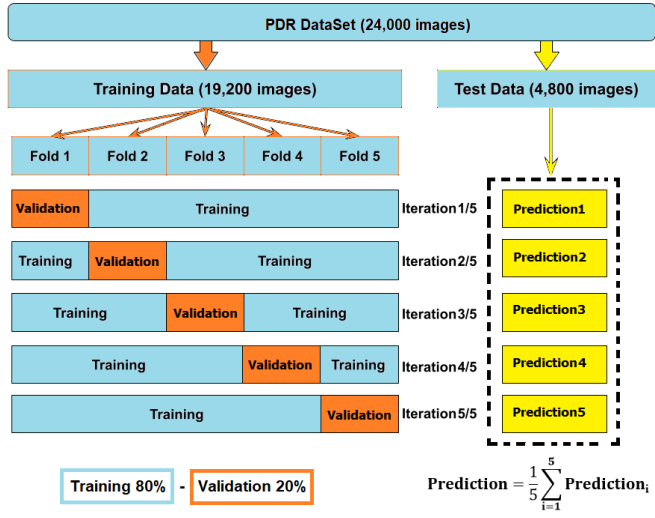 PDR DataSet (24,000 images)
Training Data (19,200 images)
Test Data (4,800 images)
Fold 1 Fold 2 Fold 3 Fold 4 Fold 5
Validation Training Iteration1/5 Prediction1
Training Validation Training Iteration2/5 Prediction2
Training Validation Training Iteration3/5 Prediction3
Training Validation Training Iteration4/5 Prediction4
Training Validation Iteration5/5 Prediction5
Training 80% - Validation 20%
Prediction = 1/5 ∑_{i=1}^{5} Prediction_i